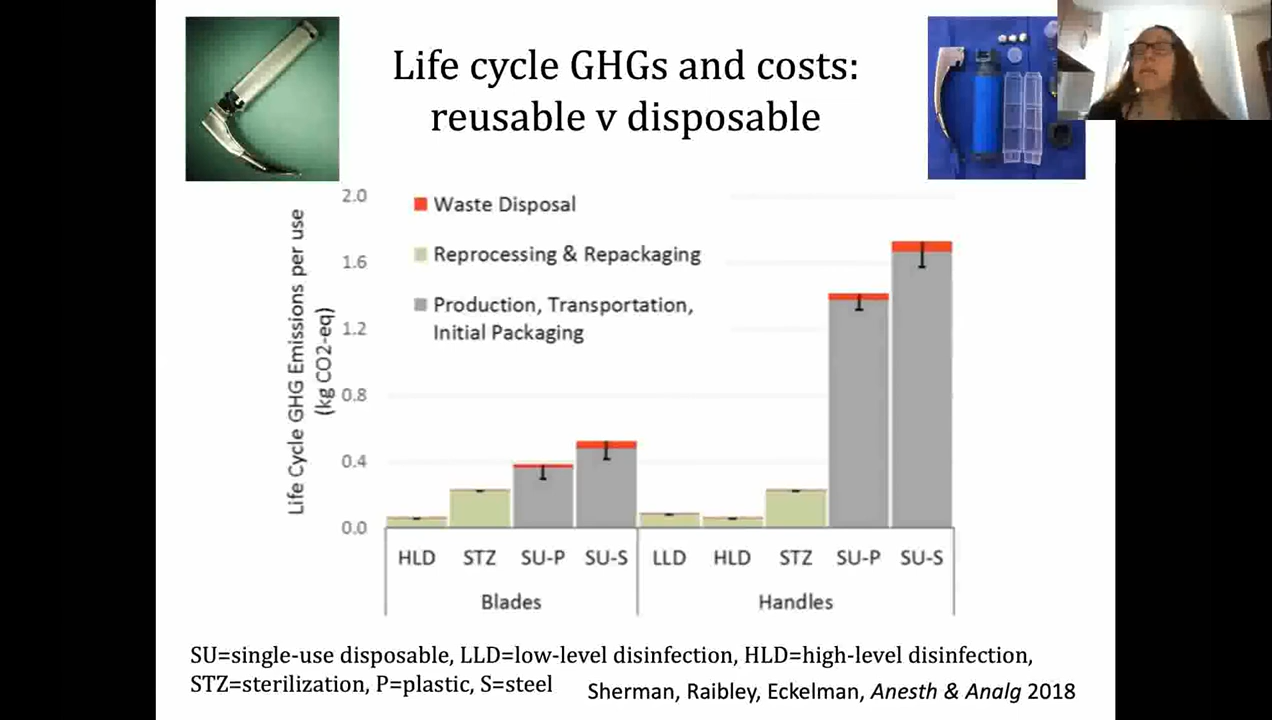 Life cycle GHGs and costs:
reusable v disposable
Life Cycle GHG Emissions per use
(kg CO2-eq)
2.0
1.6
1.2
0.8
0.4
0.0
Waste Disposal
Reprocessing & Repackaging
Production, Transportation,
Initial Packaging
HLD STZ SU-P SU-S LLD HLD STZ SU-P SU-S
Blades Handles
SU=single-use disposable, LLD=low-level disinfection, HLD=high-level disinfection,
STZ=sterilization, P=plastic, S=steel
Sherman, Raibley, Eckelman, Anesth & Analg 2018